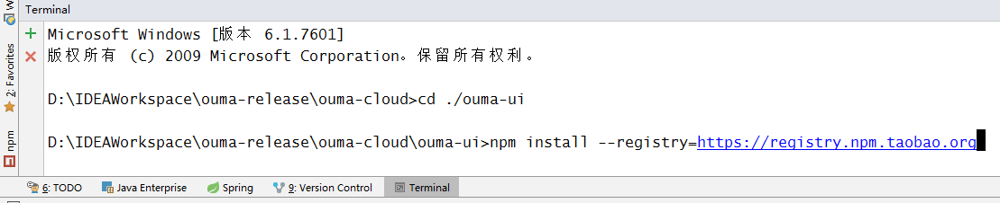 Terminal
Microsoft Windows [版本 6.1.7601]
版权所有 (c) 2009 Microsoft Corporation。保留所有权利。
D:\IDEAWorkspace\ouma-release\ouma-cloud>cd ./ouma-ui
D:\IDEAWorkspace\ouma-release\ouma-cloud\ouma-ui>npm install --registry=https://registry.npm.taobao.org
2: Favorites
npm
6: TODO
Java Enterprise
Spring
9: Version Control
Terminal